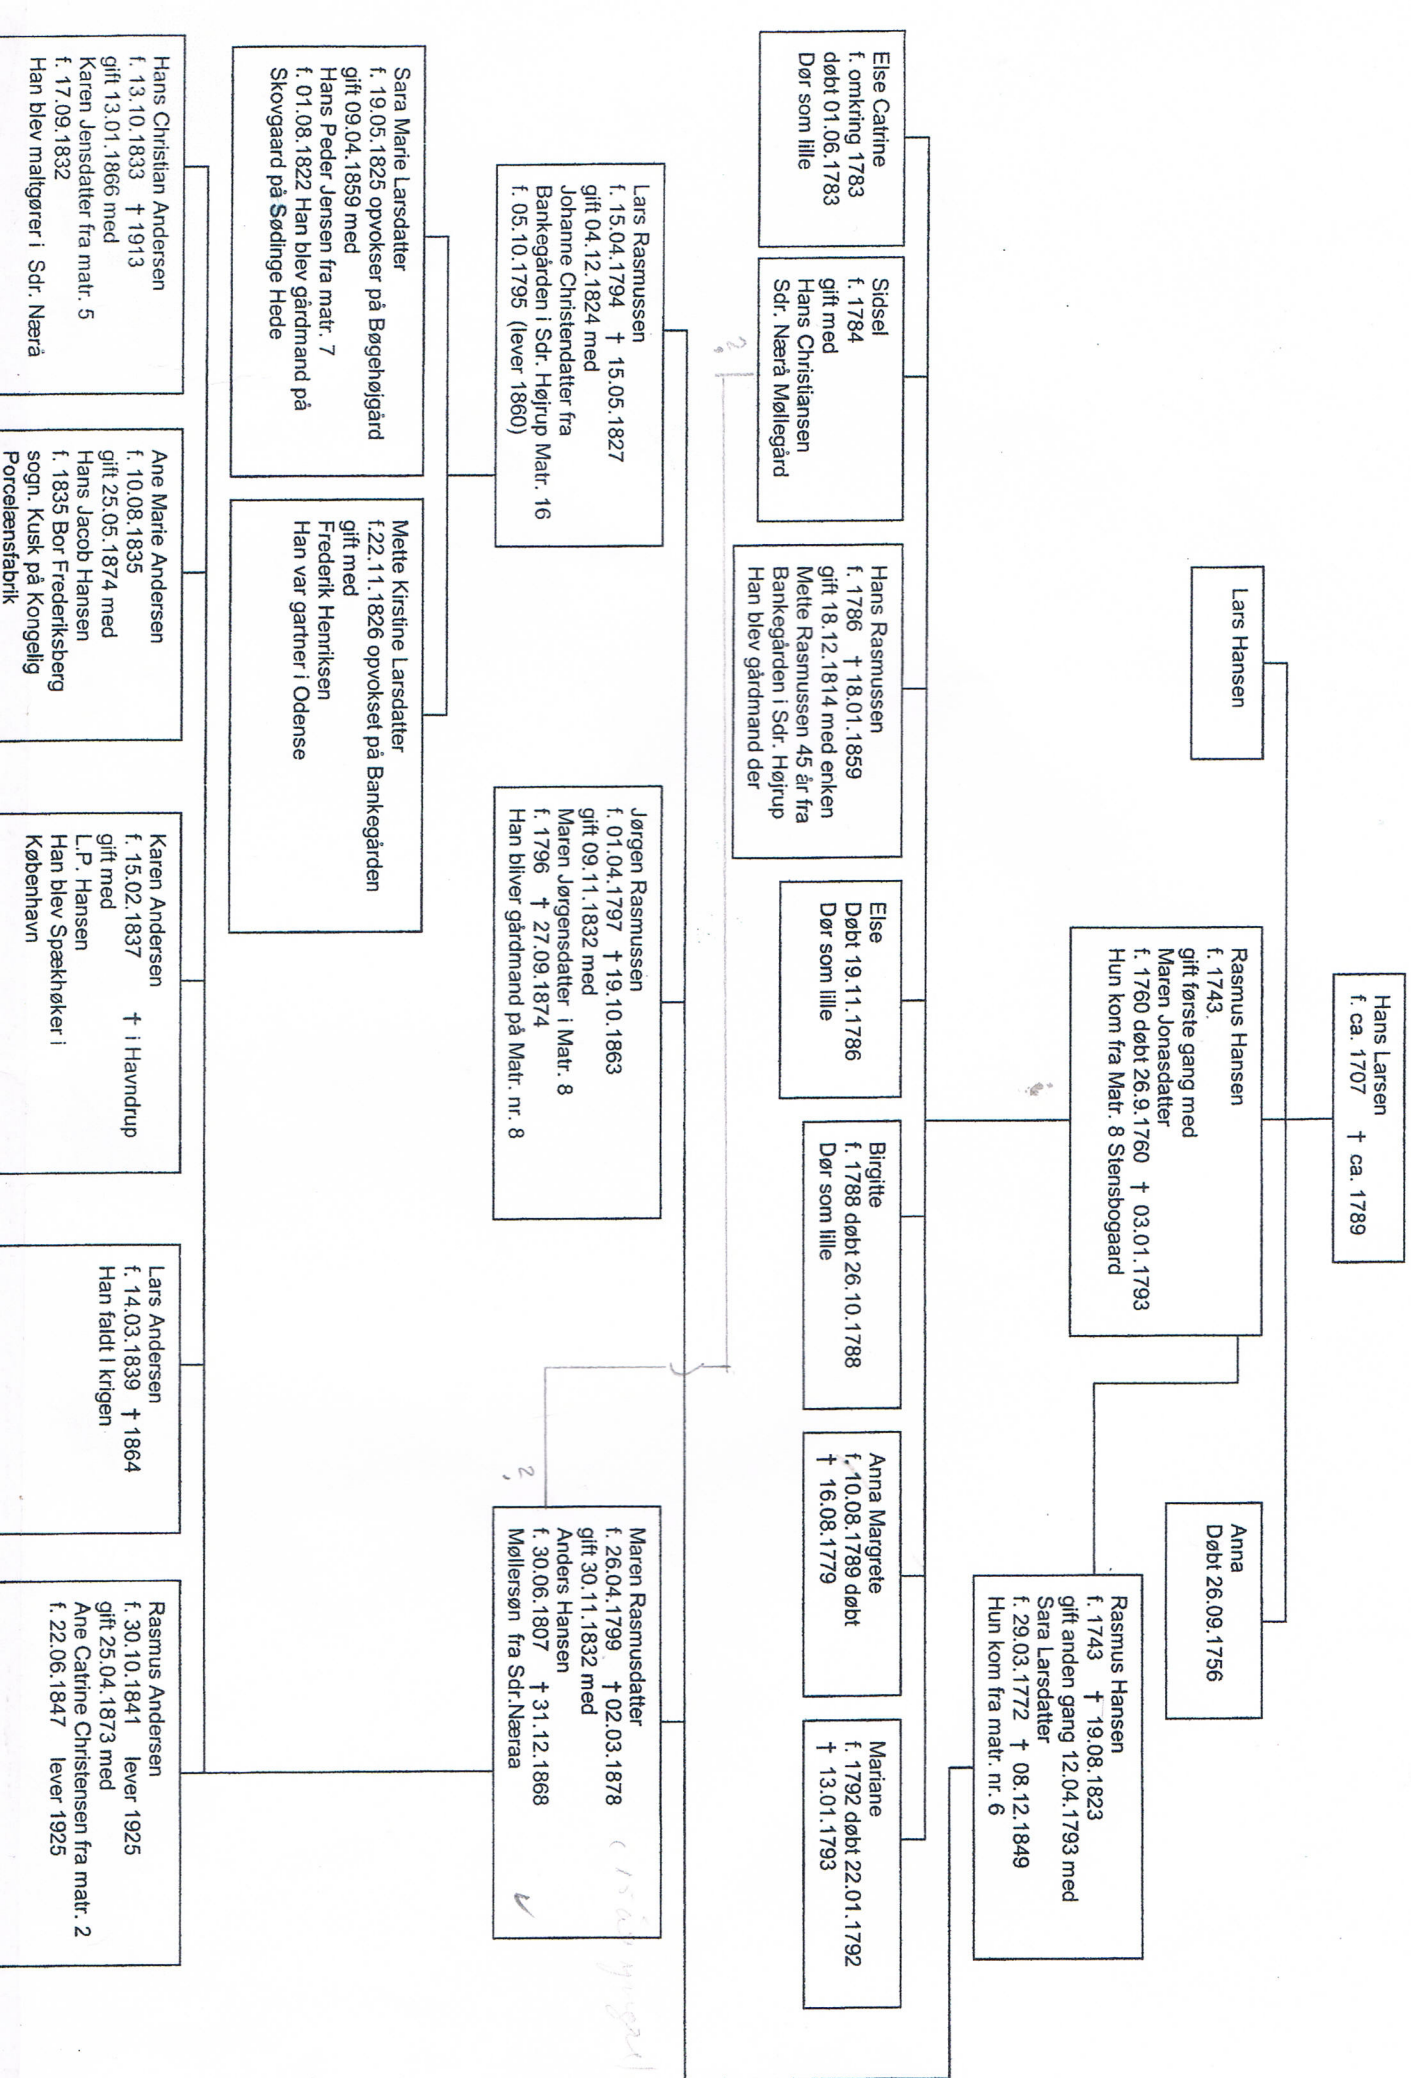 Hans Larsen
f. ca. 1707 † ca. 1789
Lars Hansen
Rasmus Hansen
f. 1743.
gift første gang med
Maren Jonasdatter
f. 1760 døbt 26.9.1760 † 03.01.1793
Hun kom fra Matr. 8 Stensbogaard
Anna
Døbt 26.09.1756
Rasmus Hansen
f. 1743 † 19.08.1823
gift anden gang 12.04.1793 med
Sara Larsdatter
f. 29.03.1772 † 08.12.1849
Hun kom fra matr. nr. 6
Else Catrine
f. omkring 1783
døbt 01.06.1783
Dør som lille
Sidsel
f. 1784
gift med
Hans Christiansen
Sdr. Nærå Møllegård
?
Hans Rasmussen
f. 1786 † 18.01.1859
gift 18.12.1814 med enken
Mette Rasmussen 45 år fra
Bankegården i Sdr. Højrup
Han blev gårdmand der
Else
Døbt 19.11.1786
Dør som lille
Birgitte
f. 1788 døbt 26.10.1788
Dør som lille
Anna Margrete
f. 10.08.1789 døbt
† 16.08.1779
Mariane
f. 1792 døbt 22.01.1792
† 13.01.1793
Lars Rasmussen
f. 15.04.1794 † 15.05.1827
gift 04.12.1824 med
Johanne Christendatter fra
Bankegården i Sdr. Højrup Matr. 16
f. 05.10.1795 (lever 1860)
Jørgen Rasmussen
f. 01.04.1797 † 19.10.1863
gift 09.11.1832 med
Maren Jørgensdatter i Matr. 8
f. 1796 † 27.09.1874
Han bliver gårdmand på Matr. nr. 8
Maren Rasmusdatter
f. 26.04.1799 † 02.03.1878
gift 30.11.1832 med
Anders Hansen
f. 30.06.1807 † 31.12.1868
Møllersøn fra Sdr.Næraa
?
Sara Marie Larsdatter
f. 19.05.1825 opvokser på Bøgehøjgård
gift 09.04.1859 med
Hans Peder Jensen fra matr. 7
f. 01.08.1822 Han blev gårdmand på
Skovgaard på Sødinge Hede
Mette Kirstine Larsdatter
f.22.11.1826 opvokset på Bankegården
gift med
Frederik Henriksen
Han var gartner i Odense
Hans Christian Andersen
f. 13.10.1833 † 1913
gift 13.01.1866 med
Karen Jensdatter fra matr. 5
f. 17.09.1832
Han blev maltgører i Sdr. Nærå
Ane Marie Andersen
f. 10.08.1835
gift 25.05.1874 med
Hans Jacob Hansen
f. 1835 Bor Frederiksberg
sogn. Kusk på Kongelig
Porcelænsfabrik
Karen Andersen
f. 15.02.1837 † i Havndrup
gift med
L.P. Hansen
Han blev Spækhøker i
København
Lars Andersen
f. 14.03.1839 † 1864
Han faldt I krigen
Rasmus Andersen
f. 30.10.1841 lever 1925
gift 25.04.1873 med
Ane Catrine Christensen fra matr. 2
f. 22.06.1847 lever 1925